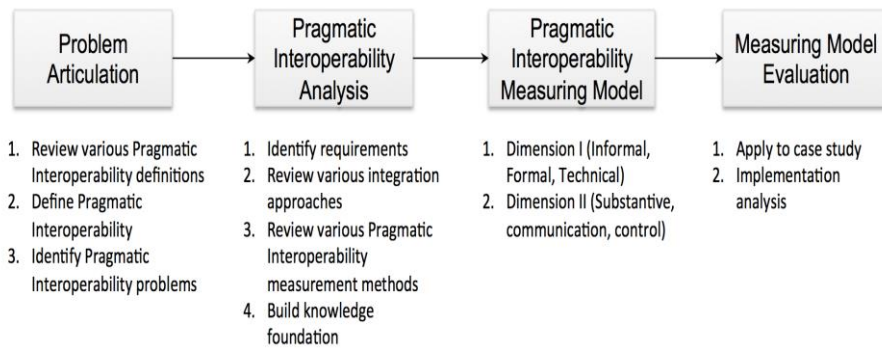 Problem
Articulation
Pragmatic
Interoperability
Analysis
Pragmatic
Interoperability
Measuring Model
Measuring Model
Evaluation
1. Review various Pragmatic
Interoperability definitions
2. Define Pragmatic
Interoperability
3. Identify Pragmatic
Interoperability problems
1. Identify requirements
2. Review various integration
approaches
3. Review various Pragmatic
Interoperability
measurement methods
4. Build knowledge
foundation
1. Dimension I (Informal,
Formal, Technical)
2. Dimension II (Substantive,
communication, control)
1. Apply to case study
2. Implementation
analysis